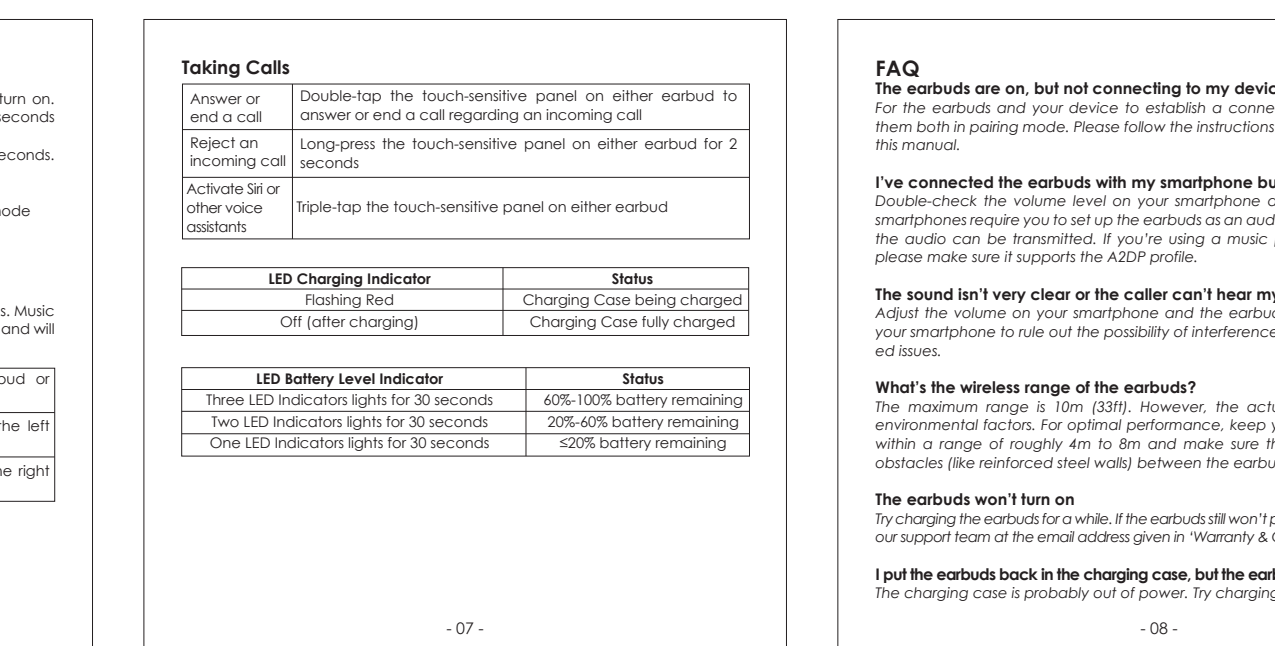 turn on.
seconds
econds.
ode
s. Music
and will
oud or
he left
e right
Taking Calls
Answer or
end a call
Double-tap the touch-sensitive panel on either earbud to
answer or end a call regarding an incoming call
Reject an
incoming call
Long-press the touch-sensitive panel on either earbud for 2
seconds
Activate Siri or
other voice
assistants
Triple-tap the touch-sensitive panel on either earbud
LED Charging Indicator Status
Flashing Red Charging Case being charged
Off (after charging) Charging Case fully charged
LED Battery Level Indicator Status
Three LED Indicators lights for 30 seconds 60%-100% battery remaining
Two LED Indicators lights for 30 seconds 20%-60% battery remaining
One LED Indicators lights for 30 seconds ≤20% battery remaining
- 07 -
FAQ
The earbuds are on, but not connecting to my devic
For the earbuds and your device to establish a conne
them both in pairing mode. Please follow the instructions
this manual.
I've connected the earbuds with my smartphone bu
Double-check the volume level on your smartphone a
smartphones require you to set up the earbuds as an aud
the audio can be transmitted. If you're using a music
please make sure it supports the A2DP profile.
The sound isn't very clear or the caller can't hear my
Adjust the volume on your smartphone and the earbu
your smartphone to rule out the possibility of interference
ed issues.
What's the wireless range of the earbuds?
The maximum range is 10m (33ft). However, the actu
environmental factors. For optimal performance, keep y
within a range of roughly 4m to 8m and make sure th
obstacles (like reinforced steel walls) between the earbu
The earbuds won't turn on
Try charging the earbuds for a while. If the earbuds still won't p
our support team at the email address given in 'Warranty & C
I put the earbuds back in the charging case, but the earl
The charging case is probably out of power. Try charging
- 08 -